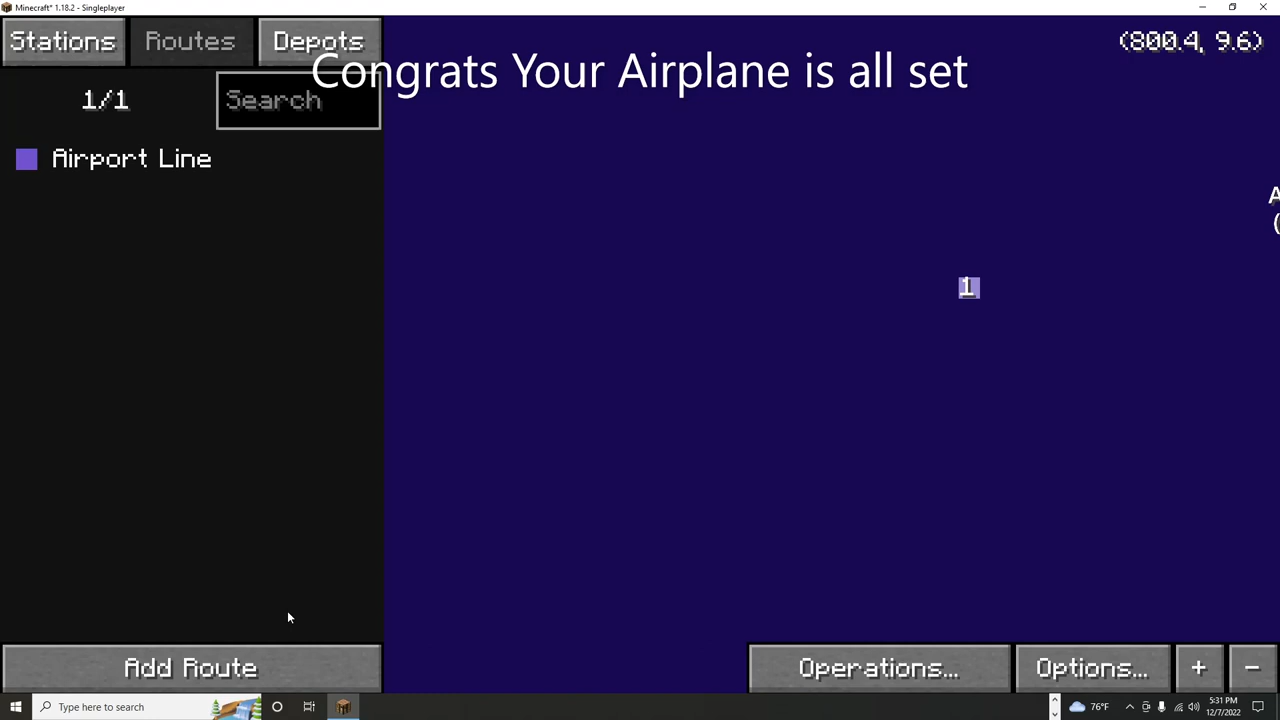 Minecraft* 1.18.2 - Singleplayer
Stations Routes Depots
(800.4, 9.6)
Congrats Your Airplane is all set
1/1 Search
Airport Line
A
(
1
Add Route
Operations... Options... + -
Type here to search
76°F
5:31 PM
12/7/2022